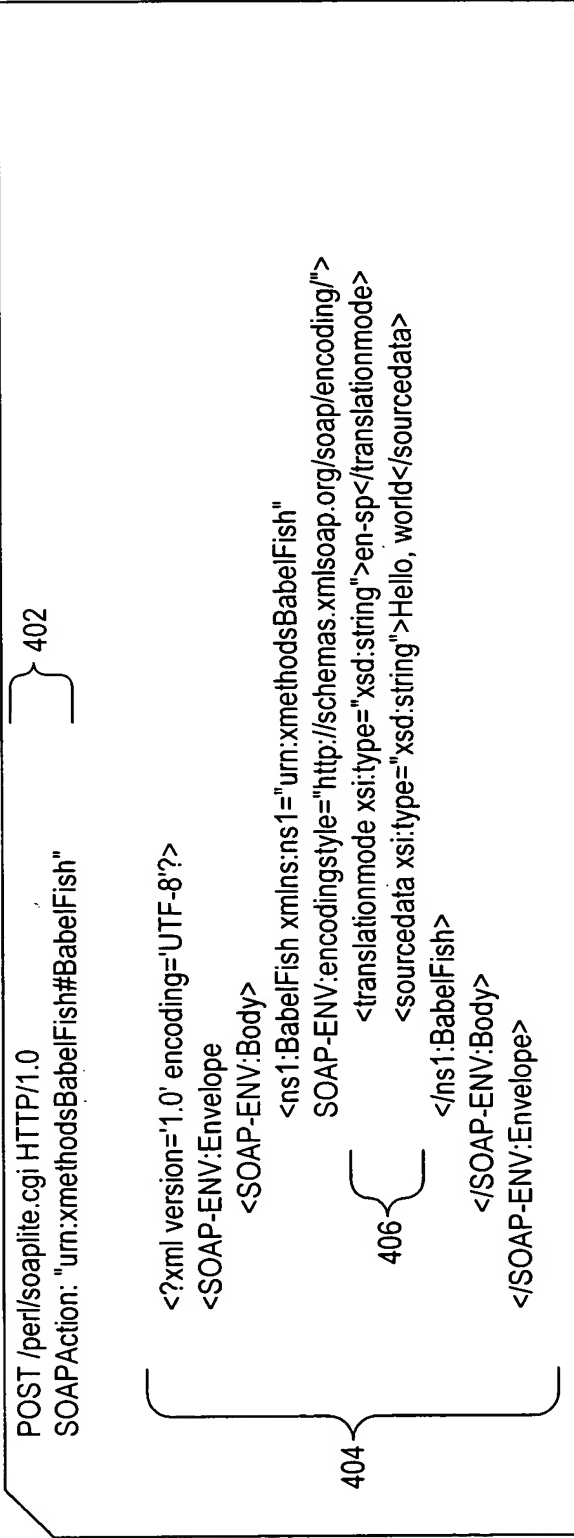 POST /perl/soaplite.cgi HTTP/1.0
SOAPAction: "urn:xmethodsBabelFish#BabelFish"
402
<?xml version='1.0' encoding='UTF-8'?>
<SOAP-ENV:Envelope
<SOAP-ENV:Body>
<ns1:BabelFish xmlns:ns1="urn:xmethodsBabelFish"
SOAP-ENV:encodingstyle="http://schemas.xmlsoap.org/soap/encoding/">
<translationmode xsi:type="xsd:string">en-sp</translationmode>
<sourcedata xsi:type="xsd:string">Hello, world</sourcedata>
</ns1:BabelFish>
</SOAP-ENV:Body>
</SOAP-ENV:Envelope>
404
406